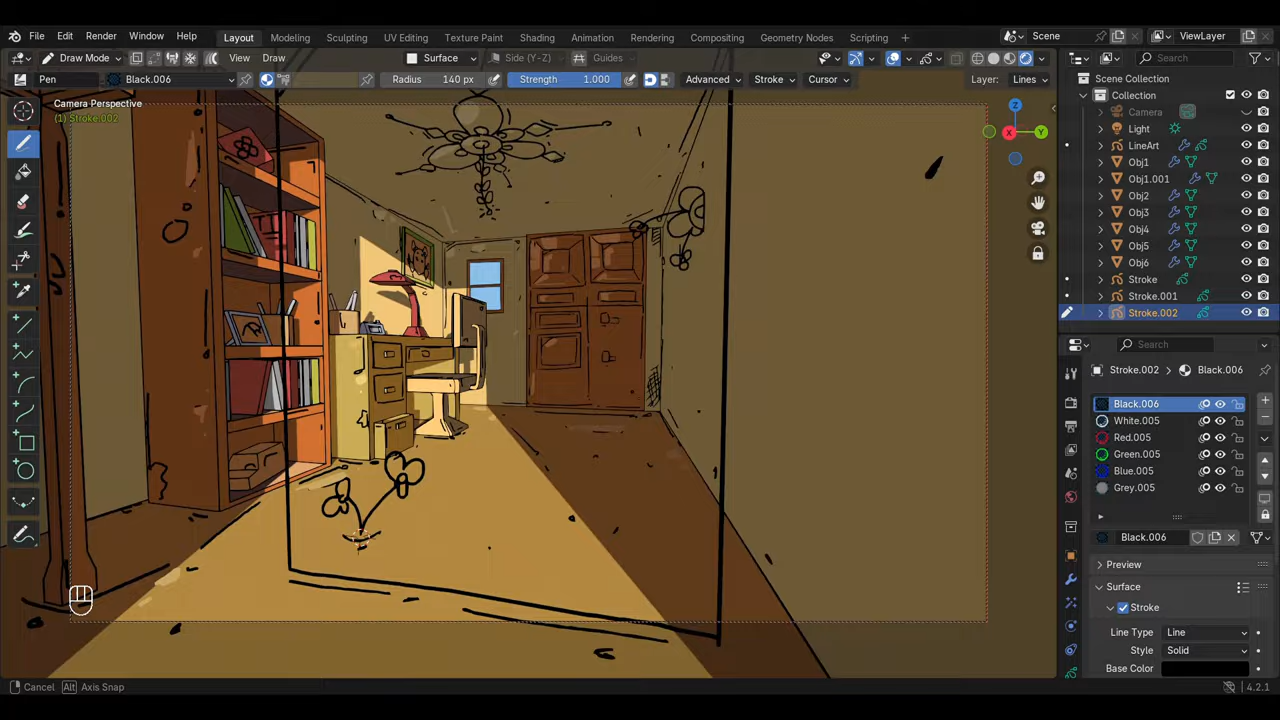 File Edit Render Window Help Layout Modeling Sculpting UV Editing Texture Paint Shading Animation Rendering Compositing Geometry Nodes Scripting + Scene ViewLayer
Draw Mode View Draw Surface Side (Y-Z) Guides Search
Pen Black.006 Radius 140 px Strength 1.000 Advanced Stroke Cursor Layer: Lines
Scene Collection
Collection
Camera
Light
LineArt
Obj1
Obj1.001
Obj2
Obj3
Obj4
Obj5
Obj6
Stroke
Stroke.001
Stroke.002
Camera Perspective
(1) Stroke.002
Z
X
Y
Search
Stroke.002 > Black.006
Black.006
White.005
Red.005
Green.005
Blue.005
Grey.005
Black.006
Preview
Surface
Stroke
Line Type Line
Style Solid
Base Color
Cancel Alt Axis Snap 4.2.1